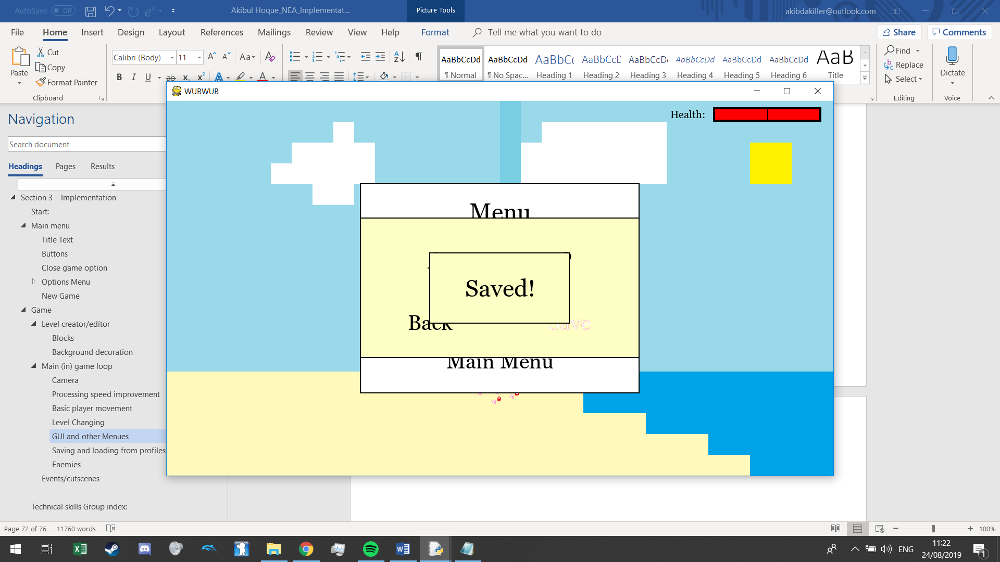 AutoSave Off
Akibul Hoque_NEA_Implementat...
Picture Tools
akibdakiller@outlook.com
File Home Insert Design Layout References Mailings Review View Help Format Tell me what you want to do Share Comments
Paste
Cut
Copy
Format Painter
Clipboard
Calibri (Body) 11
AaBbCcDd AaBbCcDd AaBbCc AaBbCcD AaBbCcDd AaBbCcDd AaBbCcDd AaBbCcDd AaB
¶ Normal ¶ No Spac... Heading 1 Heading 2 Heading 3 Heading 4 Heading 5 Heading 6 Title
Find
Replace
Select
Editing
Dictate
Voice
WUBWUB
Health:
Menu
Saved!
Back
Save
Main Menu
Navigation
Search document
Headings Pages Results
Section 3 – Implementation
Start:
Main menu
Title Text
Buttons
Close game option
Options Menu
New Game
Game
Level creator/editor
Blocks
Background decoration
Main (in) game loop
Camera
Processing speed improvement
Basic player movement
Level Changing
GUI and other Menues
Saving and loading from profiles
Enemies
Events/cutscenes
Technical skills Group index:
Page 72 of 76 11760 words
100%
ENG
11:22
24/08/2019
1